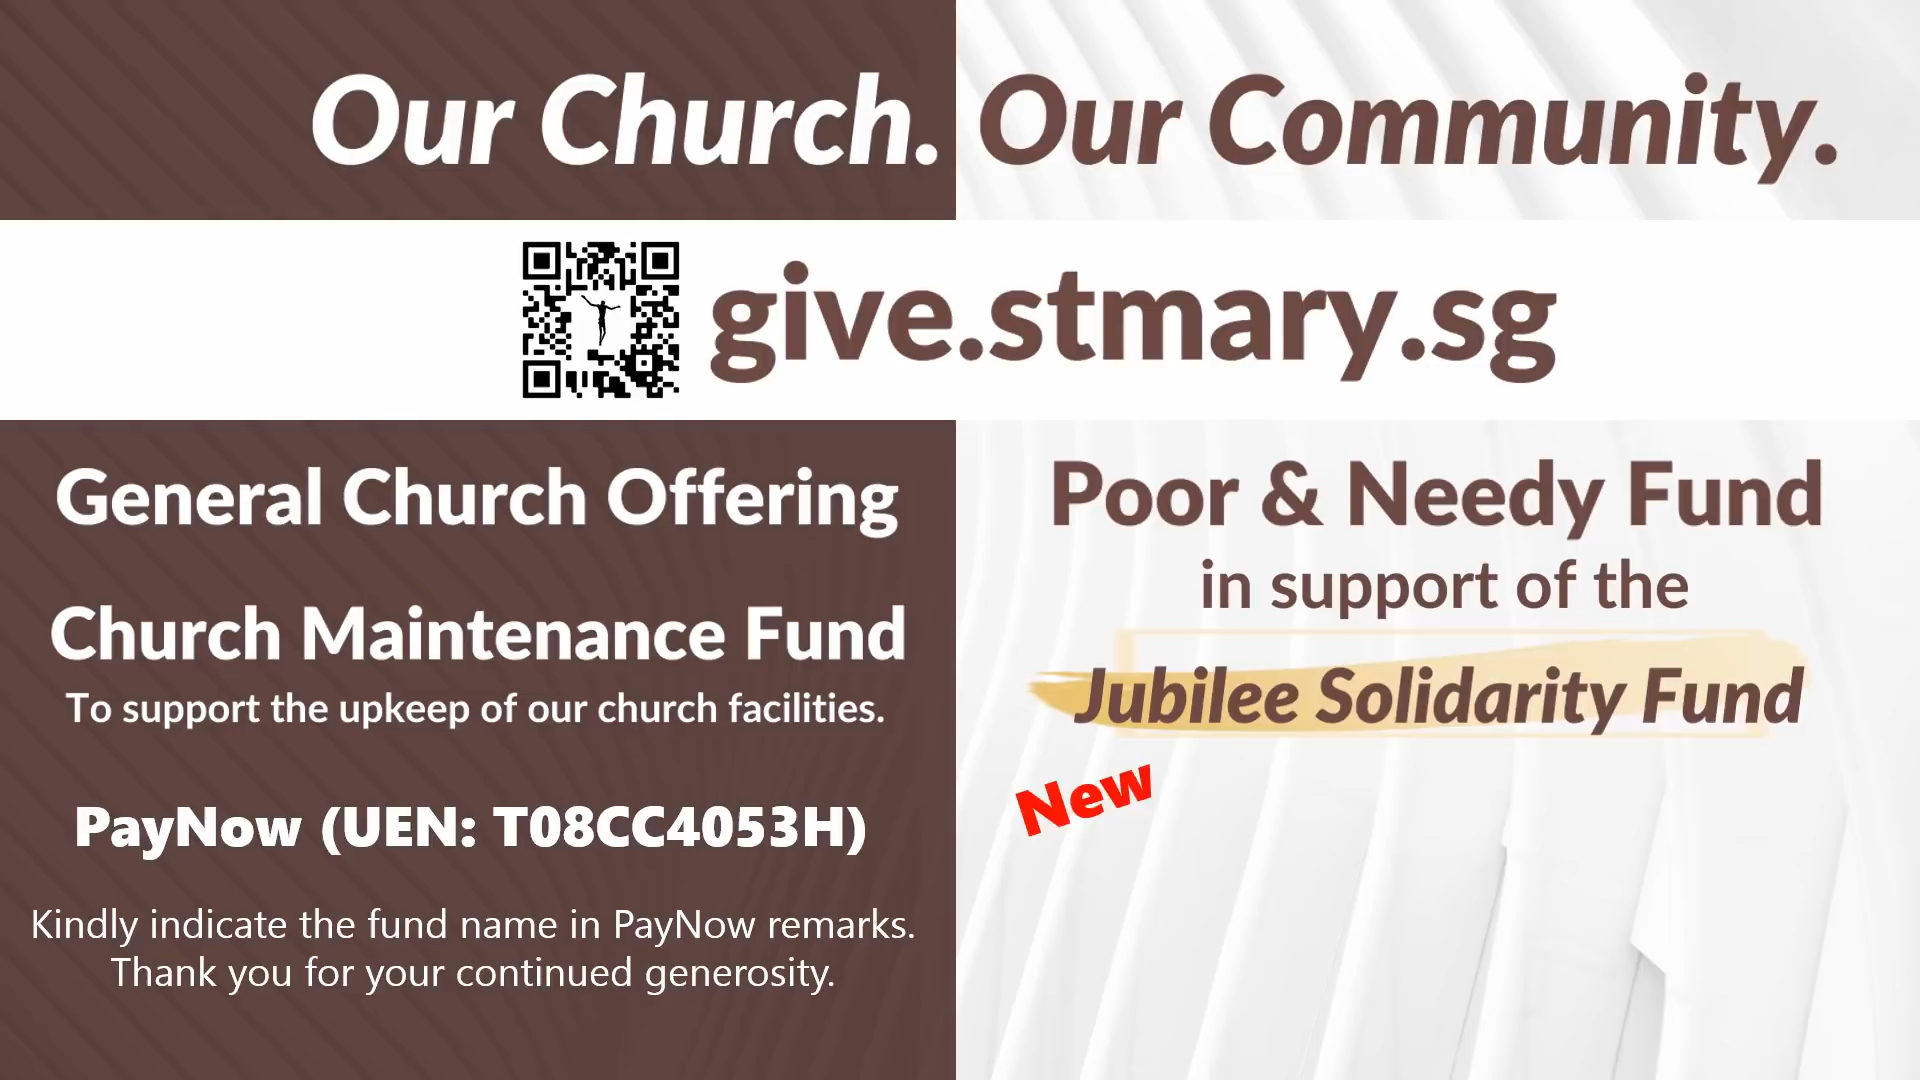 Our Church. Our Community.
give.stmary.sg
General Church Offering
Church Maintenance Fund
To support the upkeep of our church facilities.
PayNow (UEN: T08CC4053H)
Kindly indicate the fund name in PayNow remarks.
Thank you for your continued generosity.
Poor & Needy Fund
in support of the
Jubilee Solidarity Fund
New